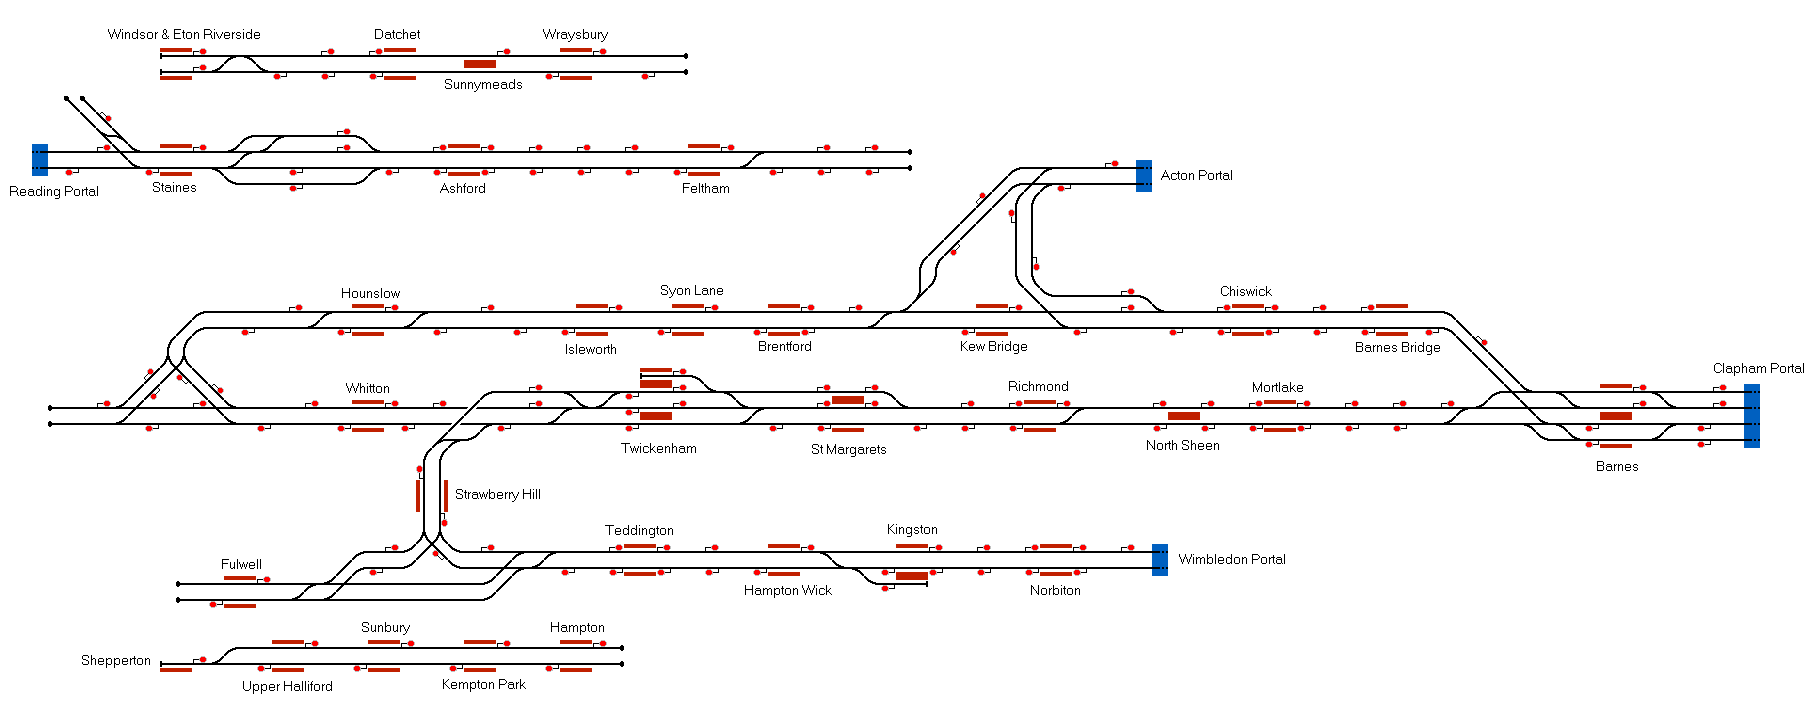 Windsor & Eton Riverside
Datchet
Wraysbury
Sunnymeads
Reading Portal
Staines
Ashford
Feltham
Acton Portal
Hounslow
Syon Lane
Chiswick
Isleworth
Brentford
Kew Bridge
Barnes Bridge
Clapham Portal
Whitton
Richmond
Mortlake
Twickenham
St Margarets
North Sheen
Barnes
Strawberry Hill
Teddington
Kingston
Fulwell
Wimbledon Portal
Hampton Wick
Norbiton
Sunbury
Hampton
Shepperton
Upper Halliford
Kempton Park